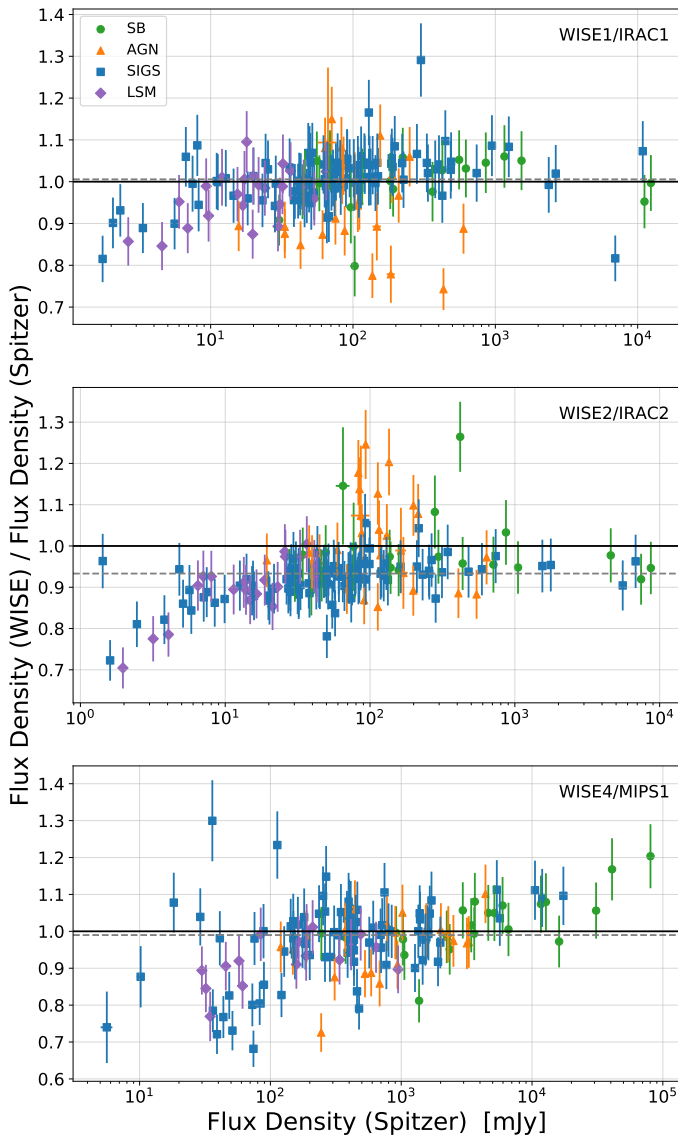 Flux Density (WISE) / Flux Density (Spitzer)
WISE1/IRAC1
SB
AGN
SIGS
LSM
1.4
1.3
1.2
1.1
1.0
0.9
0.8
0.7
10¹ 10² 10³ 10⁴
WISE2/IRAC2
1.3
1.2
1.1
1.0
0.9
0.8
0.7
10⁰ 10¹ 10² 10³ 10⁴
WISE4/MIPS1
1.4
1.3
1.2
1.1
1.0
0.9
0.8
0.7
0.6
10¹ 10² 10³ 10⁴ 10⁵
Flux Density (Spitzer) [mJy]